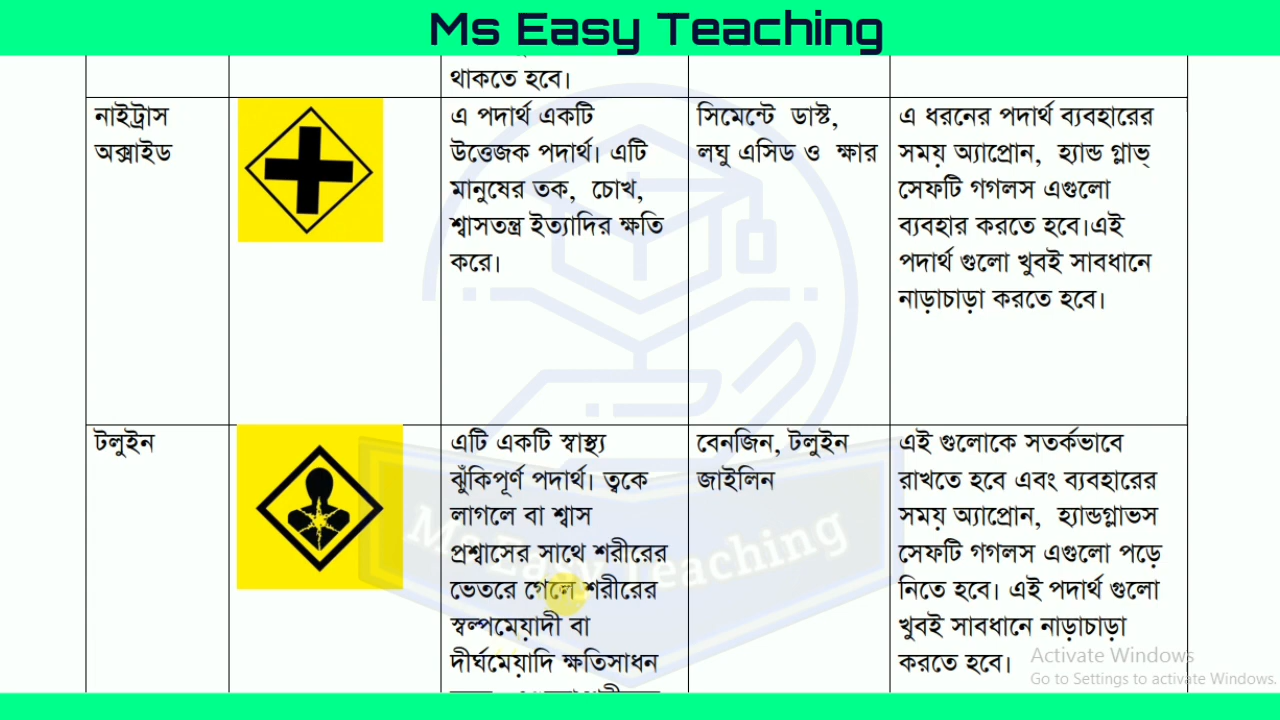 Ms Easy Teaching
থাকতে হবে।
নাইট্রাস
অক্সাইড
এ পদার্থ একটি
উত্তেজক পদার্থ। এটি
মানুষের তক, চোখ,
শ্বাসতন্ত্র ইত্যাদির ক্ষতি
করে।
সিমেন্টে ডাস্ট,
লঘু এসিড ও ক্ষার
এ ধরনের পদার্থ ব্যবহারের
সময় অ্যাপ্রোন, হ্যান্ড গ্লাভ্
সেফটি গগলস এগুলো
ব্যবহার করতে হবে।এই
পদার্থ গুলো খুবই সাবধানে
নাড়াচাড়া করতে হবে।
টলুইন
এটি একটি স্বাস্থ্য
ঝুঁকিপূর্ণ পদার্থ। ত্বকে
লাগলে বা শ্বাস
প্রশ্বাসের সাথে শরীরের
ভেতরে গেলে শরীরের
স্বল্পমেয়াদী বা
দীর্ঘমেয়াদি ক্ষতিসাধন
বেনজিন, টলুইন
জাইলিন
এই গুলোকে সতর্কভাবে
রাখতে হবে এবং ব্যবহারের
সময় অ্যাপ্রোন, হ্যান্ডগ্লাভস
সেফটি গগলস এগুলো পড়ে
নিতে হবে। এই পদার্থ গুলো
খুবই সাবধানে নাড়াচাড়া
করতে হবে।
Ms Easy Teaching
Activate Windows
Go to Settings to activate Windows.